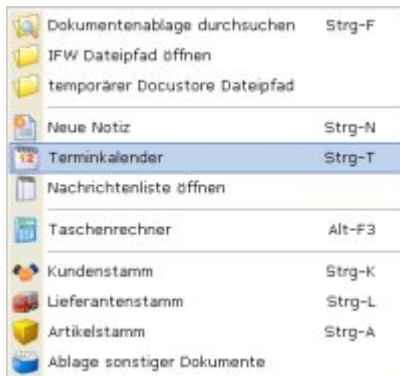 Dokumentenablage durchsuchen Strg-F
IFW Dateipfad öffnen
temporärer Docustore Dateipfad
Neue Notiz Strg-N
12 Terminkalender Strg-T
Nachrichtenliste öffnen
Taschenrechner Alt-F3
Kundenstamm Strg-K
Lieferantenstamm Strg-L
Artikelstamm Strg-A
Ablage sonstiger Dokumente